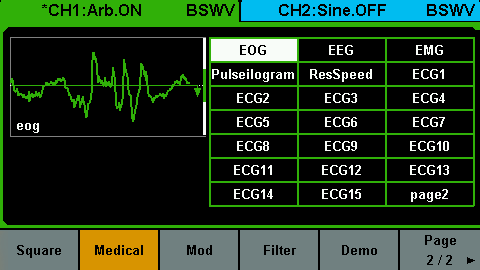 *CH1:Arb.ON BSWV CH2:Sine.OFF BSWV
EOG EEG EMG
Pulseilogram ResSpeed ECG1
ECG2 ECG3 ECG4
ECG5 ECG6 ECG7
ECG8 ECG9 ECG10
ECG11 ECG12 ECG13
ECG14 ECG15 page2
eog
Square Medical Mod Filter Demo Page
2 / 2 ►